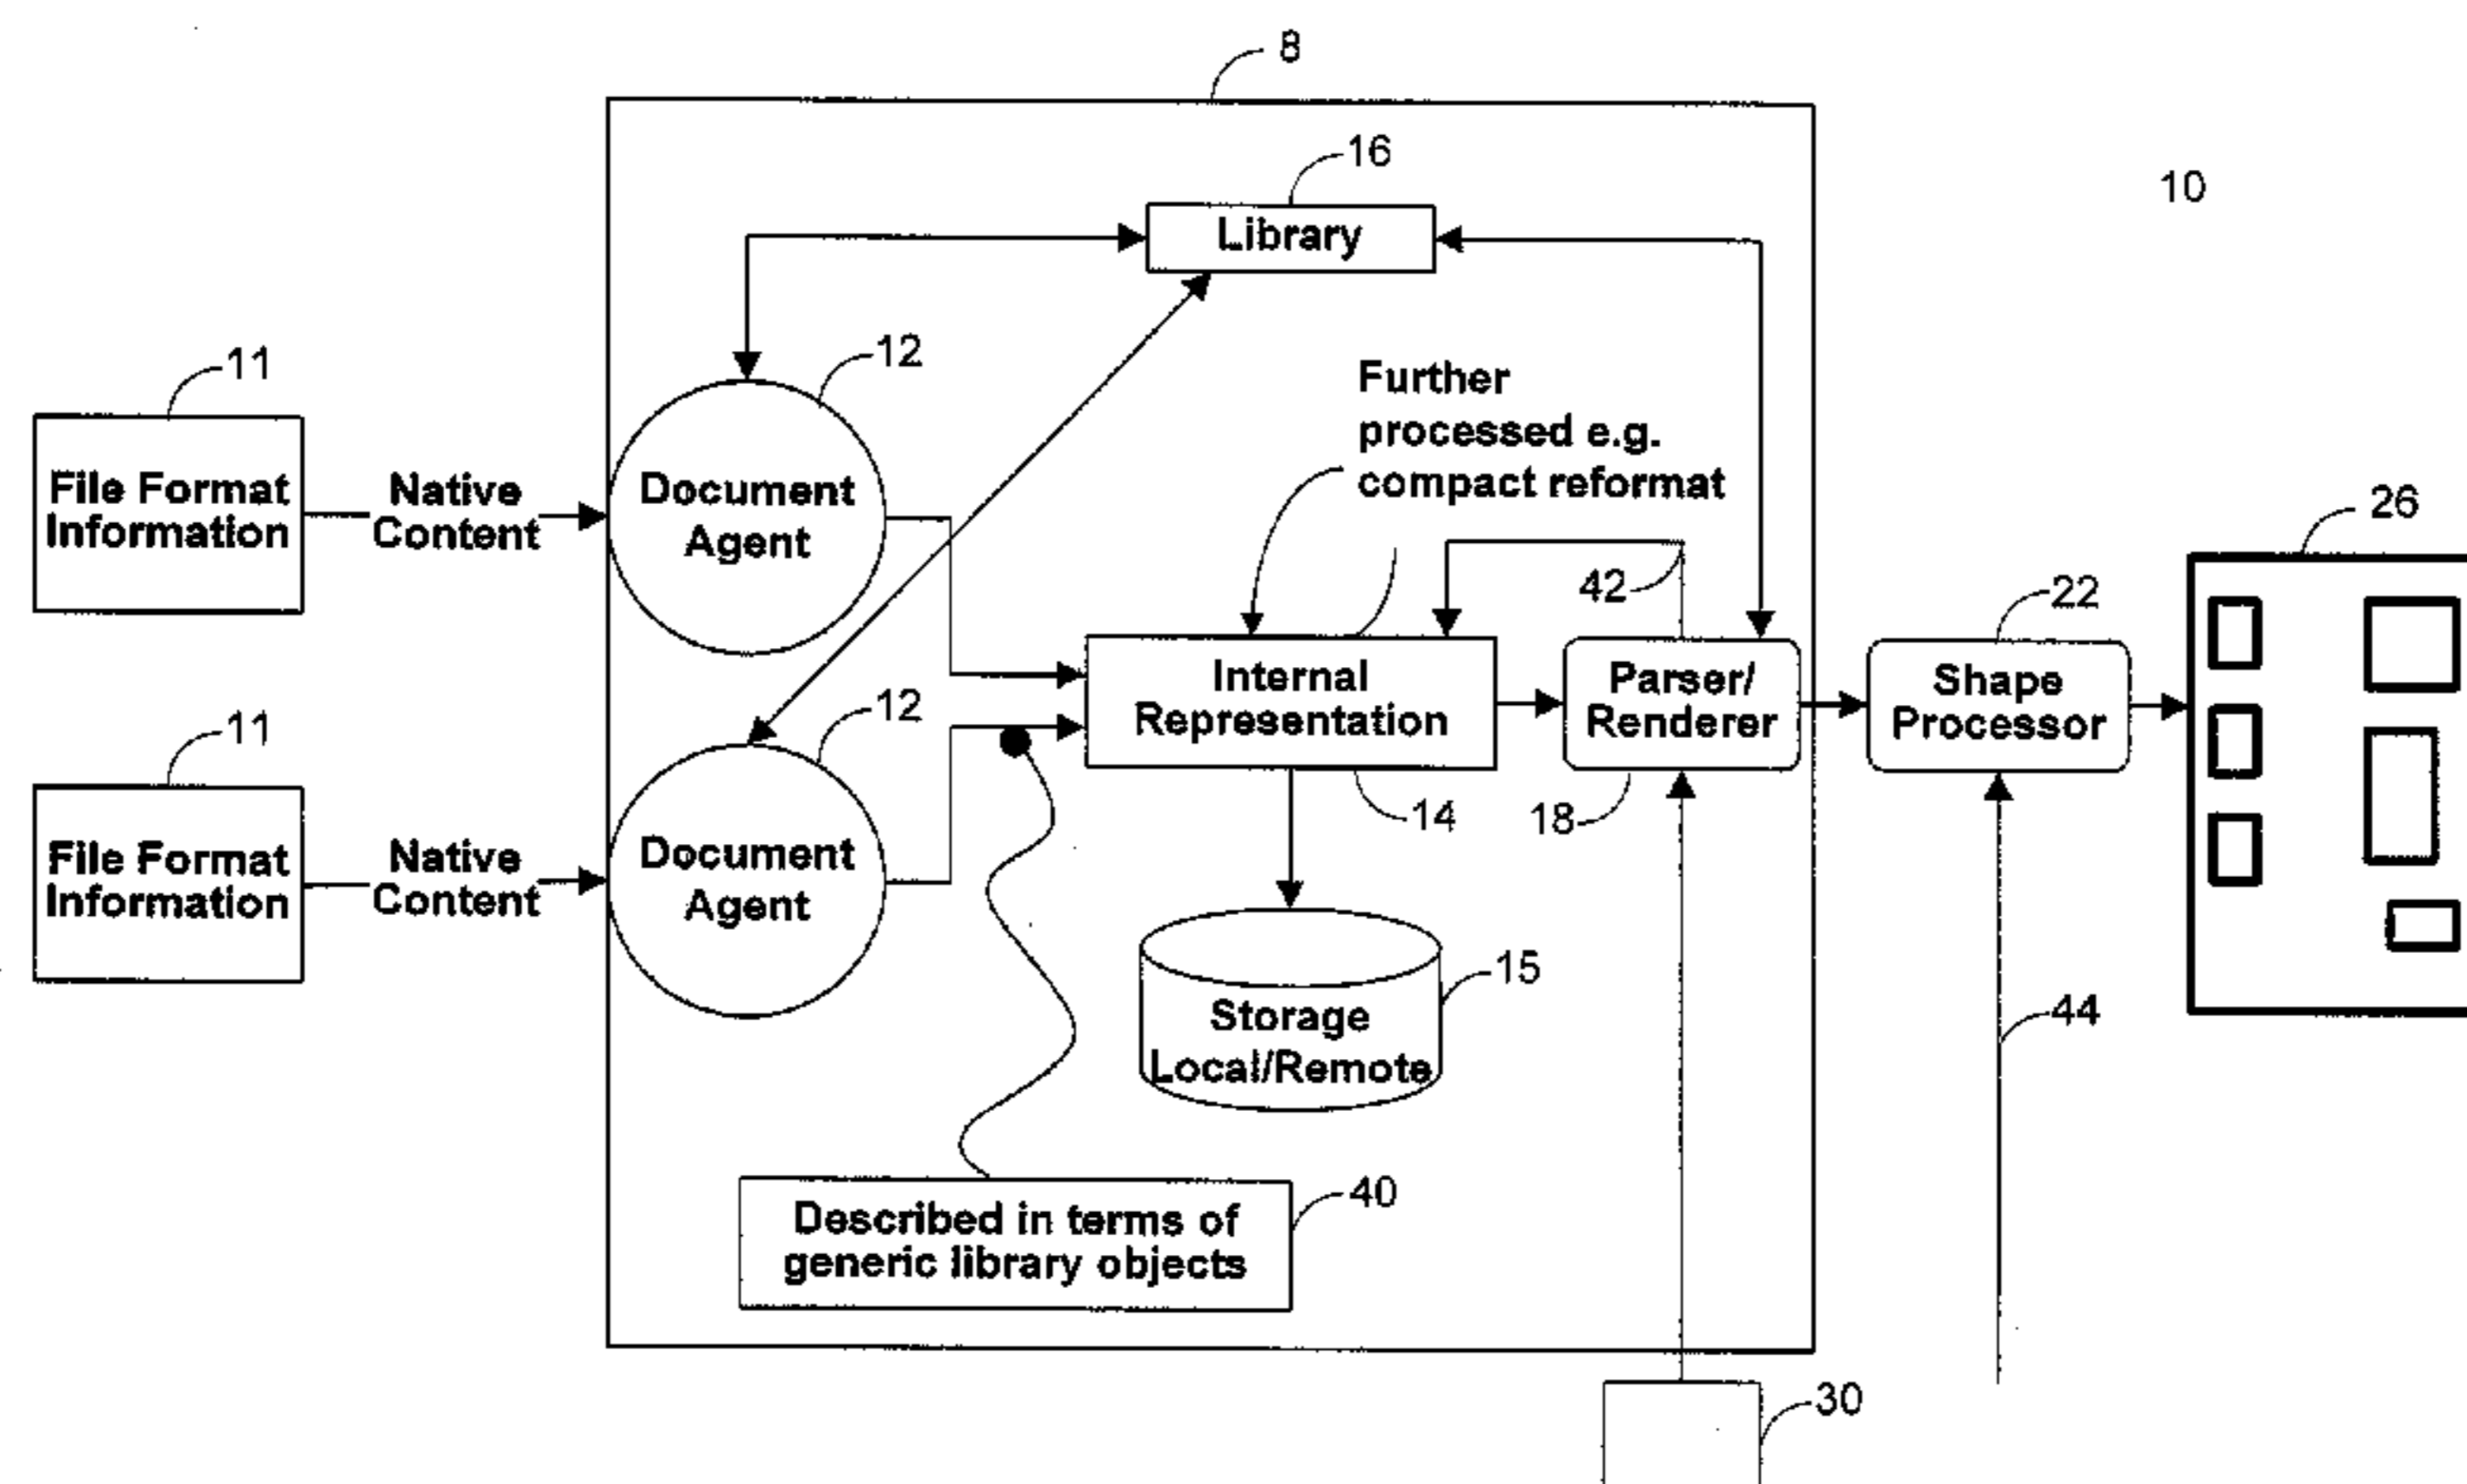 8
16
Library
10
11
12
Further
processed e.g.
compact reformat
File Format
Information
Native
Content
Document
Agent
26
42
22
Internal
Representation
Parser/
Renderer
Shape
Processor
11
12
14
18
File Format
Information
Native
Content
Document
Agent
15
Storage
Local/Remote
44
40
Described in terms of
generic library objects
30